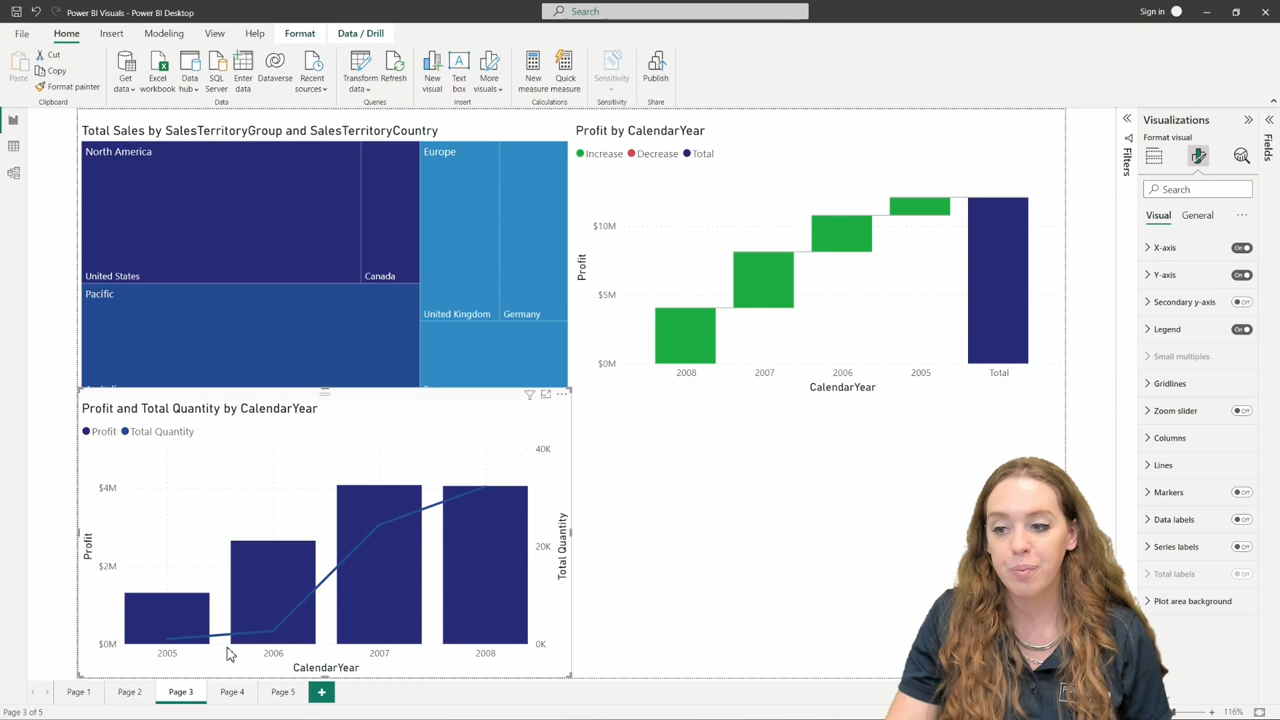 Power BI Visuals - Power BI Desktop
Search
Sign in
File
Home
Insert
Modeling
View
Help
Format
Data / Drill
Paste
Cut
Copy
Format painter
Clipboard
Get data
Excel workbook
Data hub
SQL Server
Enter data
Dataverse
Recent sources
Data
Transform data
Refresh
Queries
New visual
Text box
More visuals
Insert
New measure
Quick measure
Calculations
Sensitivity
Sensitivity
Publish
Share
Total Sales by SalesTerritoryGroup and SalesTerritoryCountry
North America
United States
Canada
Pacific
Europe
United Kingdom
Germany
Profit by CalendarYear
Increase
Decrease
Total
$10M
$5M
$0M
Profit
2008
2007
2006
2005
Total
CalendarYear
Profit and Total Quantity by CalendarYear
Profit
Total Quantity
$4M
$2M
$0M
Profit
40K
20K
0K
Total Quantity
2005
2006
2007
2008
CalendarYear
Filters
Visualizations
Format visual
Search
Visual
General
X-axis
On
Y-axis
On
Secondary y-axis
Off
Legend
On
Small multiples
Gridlines
Zoom slider
Off
Columns
Lines
Markers
Off
Data labels
Off
Series labels
Off
Total labels
Off
Plot area background
Fields
Page 1
Page 2
Page 3
Page 4
Page 5
Page 3 of 5
116%